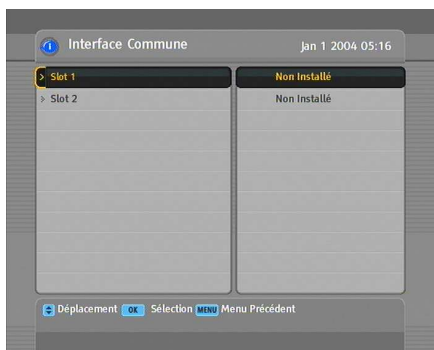 Interface Commune Jan 1 2004 05:16
Slot 1 Non Installé
Slot 2 Non Installé
Déplacement OK Sélection MENU Menu Précédent